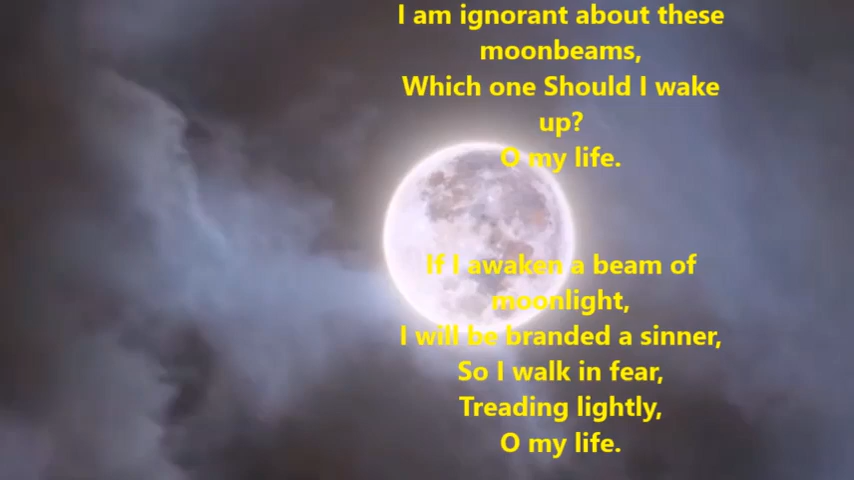 I am ignorant about these
moonbeams,
Which one Should I wake
up?
O my life.
If I awaken a beam of
moonlight,
I will be branded a sinner,
So I walk in fear,
Treading lightly,
O my life.